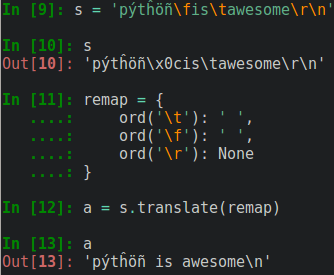 In [9]: s = 'pýtĥöñ\fis\tawesome\r\n'
In [10]: s
Out[10]: 'pýtĥöñ\x0cis\tawesome\r\n'
In [11]: remap = {
....: ord('\t'): ' ',
....: ord('\f'): ' ',
....: ord('\r'): None
....: }
In [12]: a = s.translate(remap)
In [13]: a
Out[13]: 'pýtĥöñ is awesome\n'